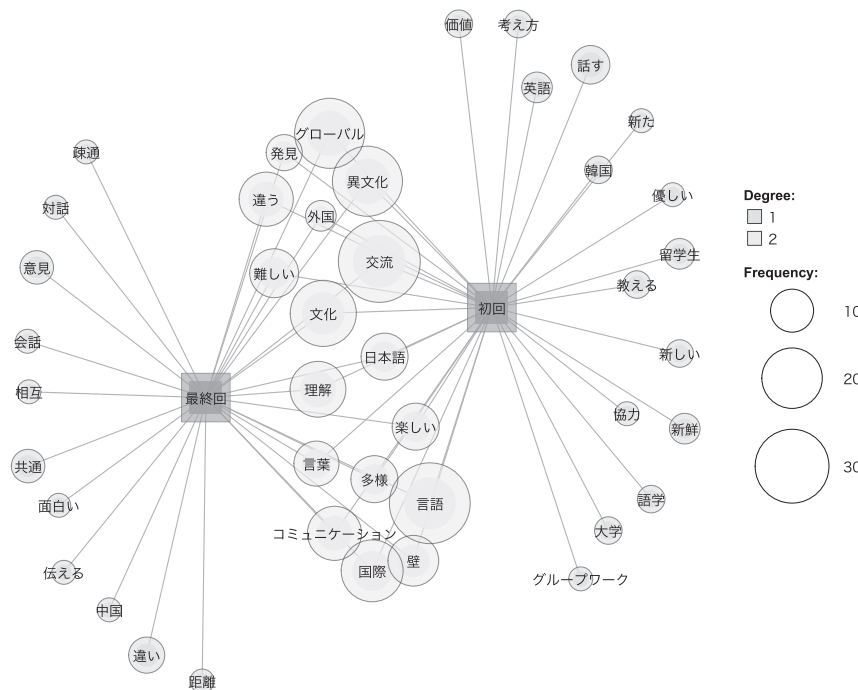 価値
考え方
話す
英語
新た
グローバル
発見
疎通
異文化
韓国
違う
優しい
対話
外国
Degree:
1
2
留学生
交流
意見
難しい
Frequency:
教える
初回
文化
10
会話
新しい
日本語
20
理解
相互
最終回
楽しい
協力
新鮮
共通
言葉
30
多様
面白い
語学
言語
大学
コミュニケーション
壁
国際
伝える
グループワーク
中国
違い
距離